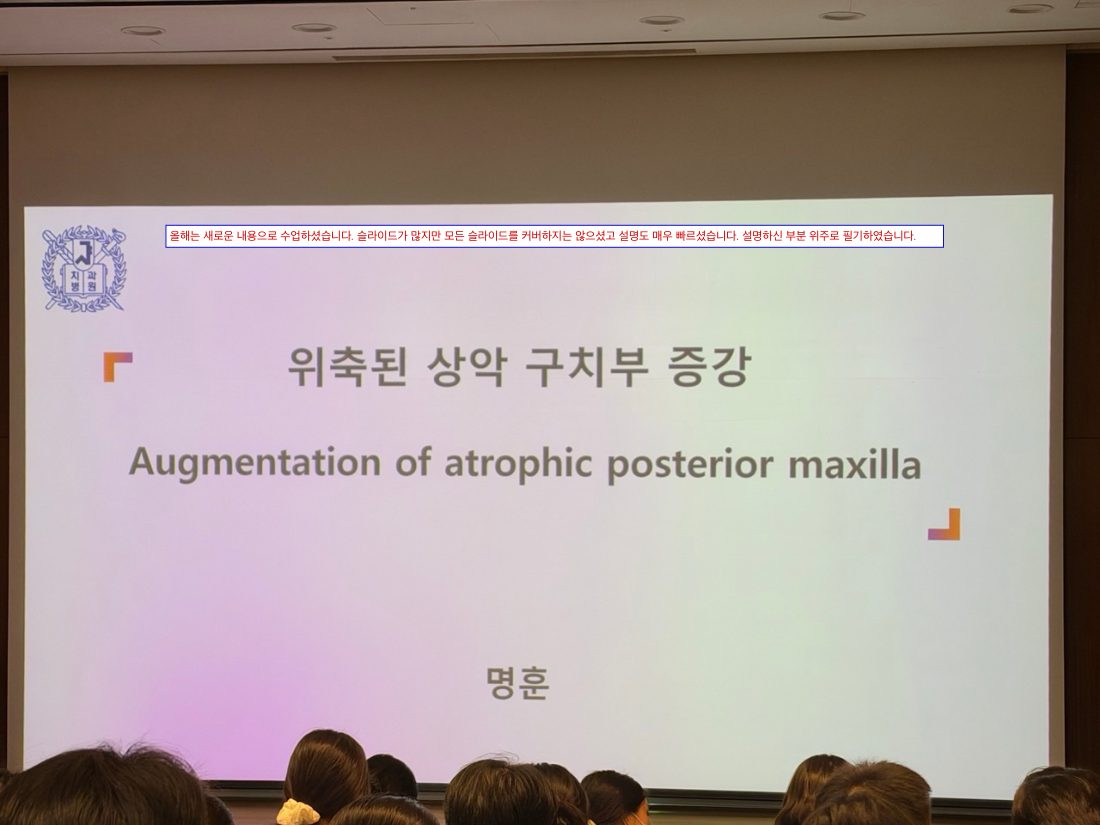 올해는 새로운 내용으로 수업하셨습니다. 슬라이드가 많지만 모든 슬라이드를 커버하지는 않으셨고 설명도 매우 빠르셨습니다. 설명하신 부분 위주로 필기하였습니다.
치과
병원
위축된 상악 구치부 증강
Augmentation of atrophic posterior maxilla
명훈